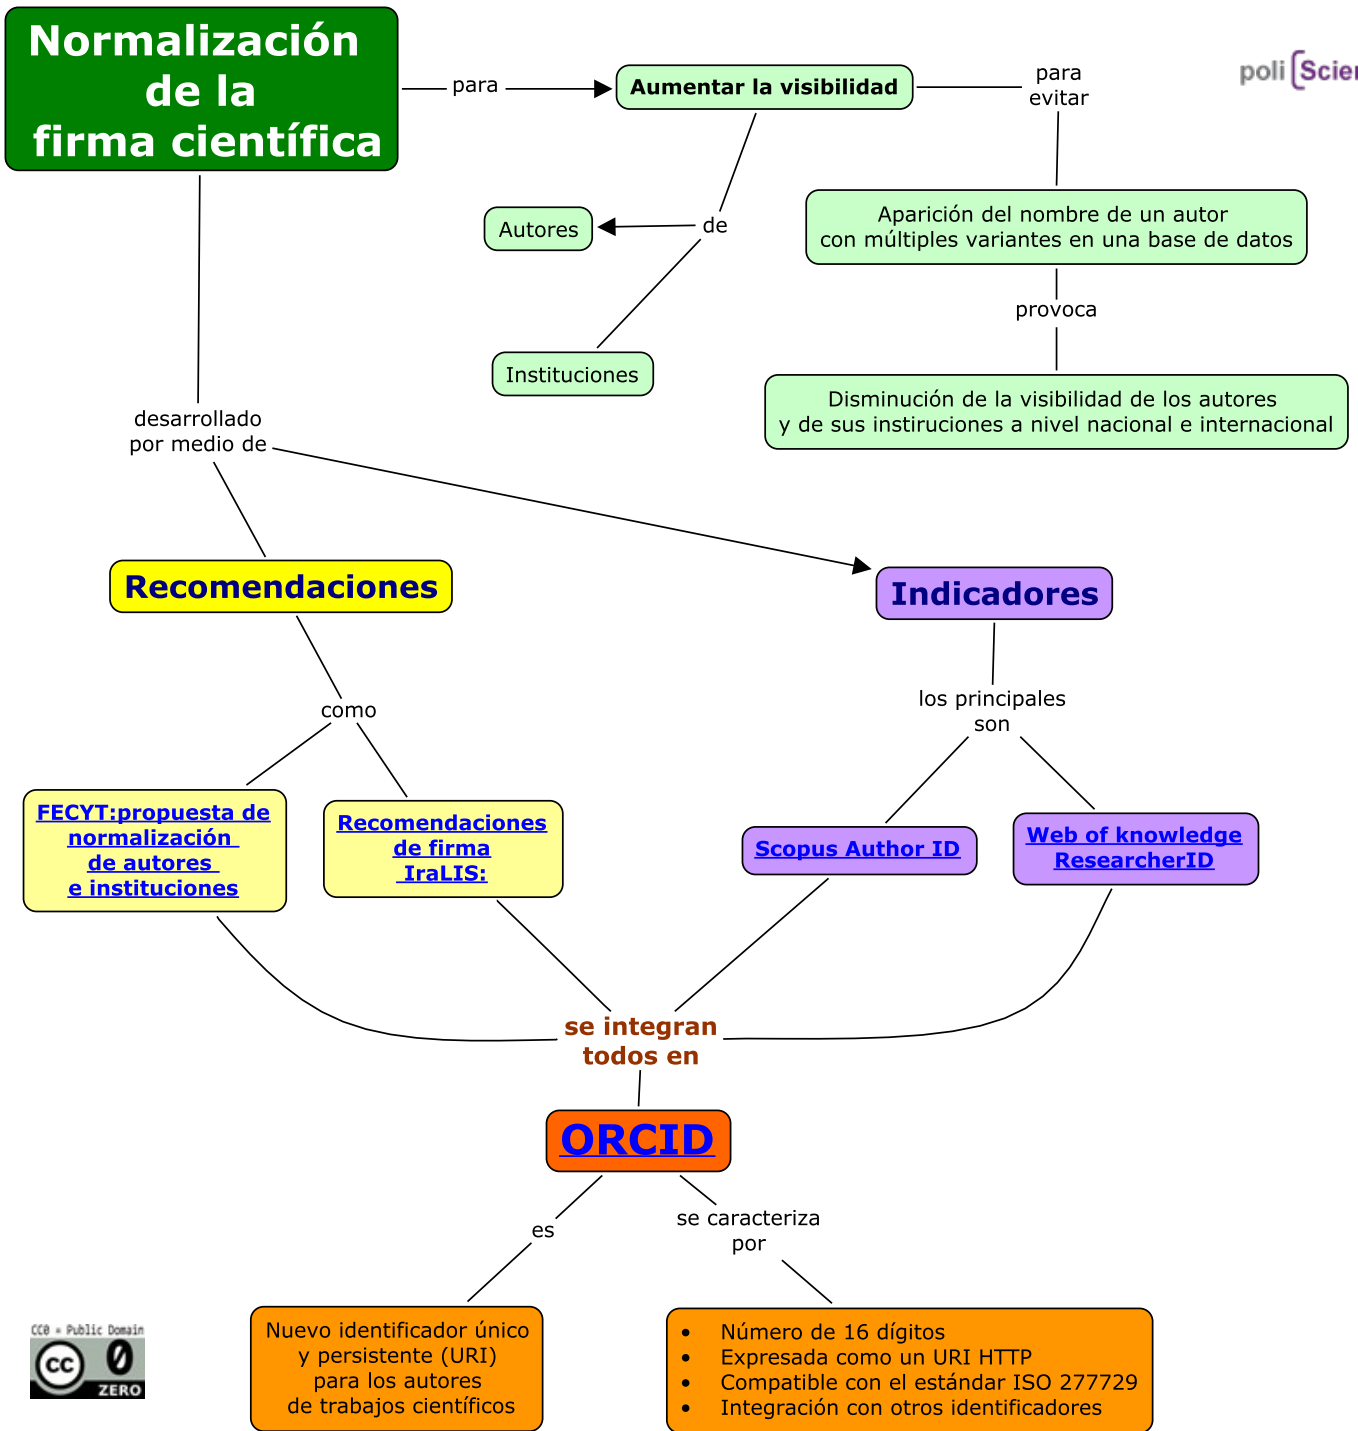 Normalización
de la
firma científica
para
Aumentar la visibilidad
para
evitar
poli [Scie
Autores
de
Aparición del nombre de un autor
con múltiples variantes en una base de datos
provoca
Instituciones
Disminución de la visibilidad de los autores
y de sus instiruciones a nivel nacional e internacional
desarrollado
por medio de
Recomendaciones
Indicadores
como
los principales
son
FECYT:propuesta de
normalización
de autores
e instituciones
Recomendaciones
de firma
IraLIS:
Scopus Author ID
Web of knowledge
ResearcherID
se integran
todos en
ORCID
es
se caracteriza
por
Nuevo identificador único
y persistente (URI)
para los autores
de trabajos científicos
• Número de 16 dígitos
• Expresada como un URI HTTP
• Compatible con el estándar ISO 277729
• Integración con otros identificadores
CC0 = Public Domain
cc 0
ZERO